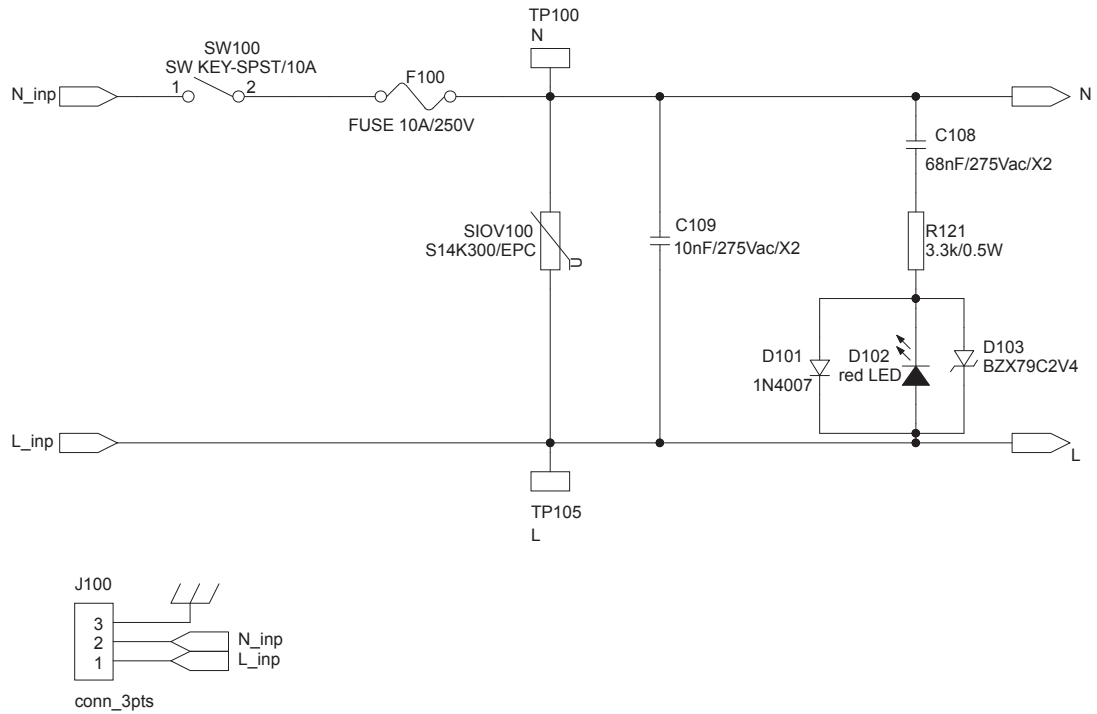 TP100
N
SW100
SW KEY-SPST/10A
F100
N_inp
1
2
N
FUSE 10A/250V
C108
68nF/275Vac/X2
SIOV100
S14K300/EPC
U
C109
10nF/275Vac/X2
R121
3.3k/0.5W
D101
1N4007
D102
red LED
D103
BZX79C2V4
L_inp
L
TP105
L
J100
3
2
1
N_inp
L_inp
conn_3pts